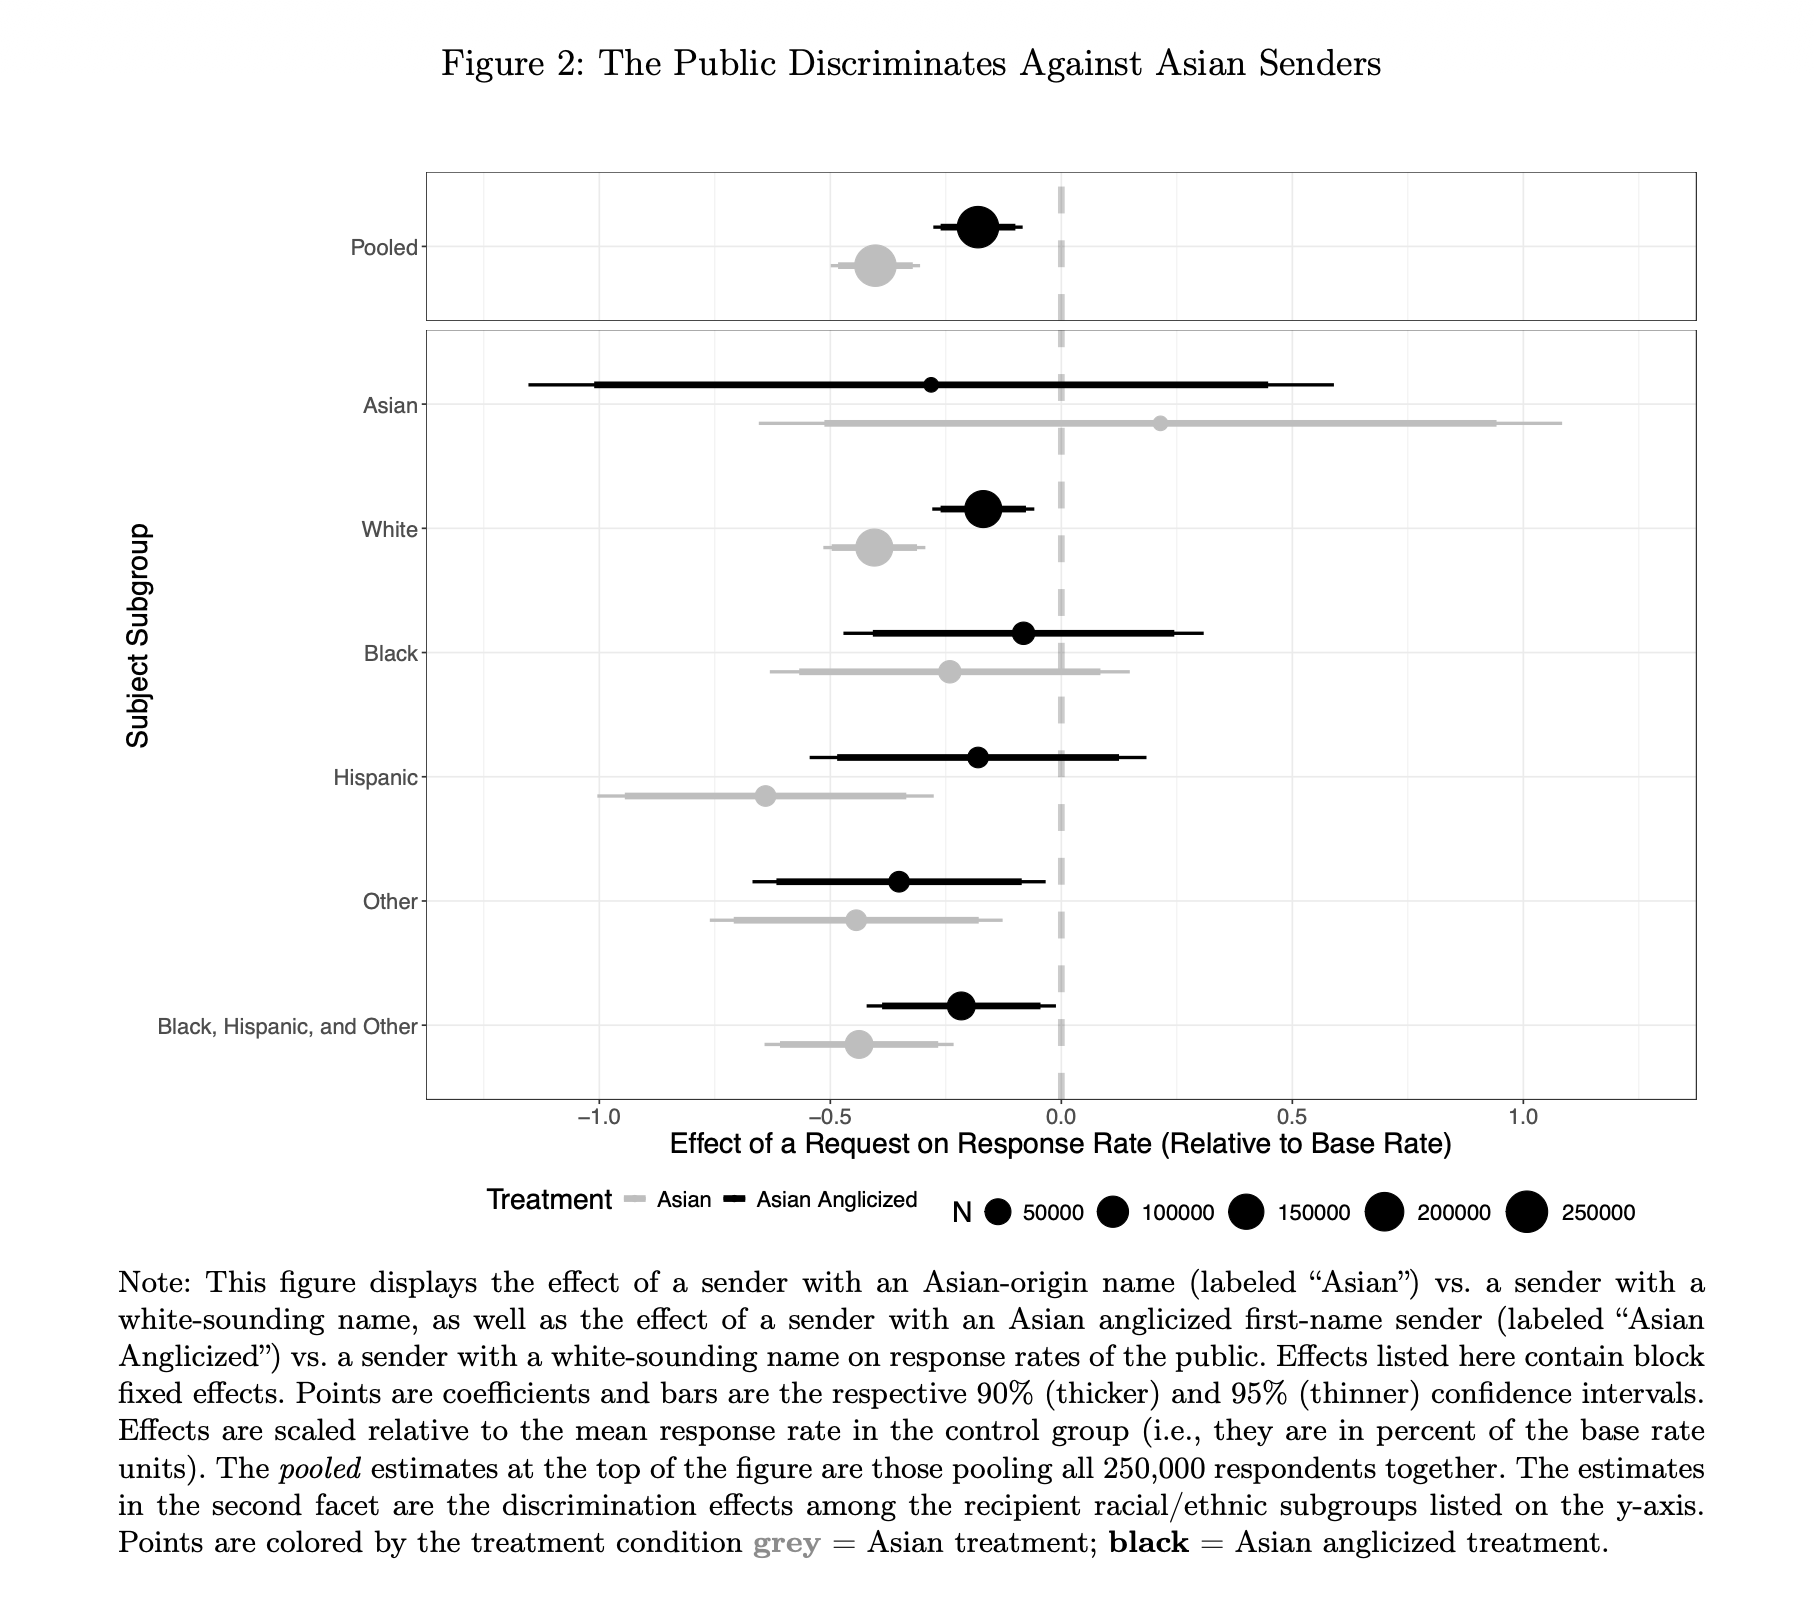 Figure 2: The Public Discriminates Against Asian Senders
Pooled
Asian
White
Black
Hispanic
Other
Black, Hispanic, and Other
Subject Subgroup
−1.0 −0.5 0.0 0.5 1.0
Effect of a Request on Response Rate (Relative to Base Rate)
Treatment Asian Asian Anglicized N 50000 100000 150000 200000 250000
Note: This figure displays the effect of a sender with an Asian-origin name (labeled “Asian”) vs. a sender with a
white-sounding name, as well as the effect of a sender with an Asian anglicized first-name sender (labeled “Asian
Anglicized”) vs. a sender with a white-sounding name on response rates of the public. Effects listed here contain block
fixed effects. Points are coefficients and bars are the respective 90% (thicker) and 95% (thinner) confidence intervals.
Effects are scaled relative to the mean response rate in the control group (i.e., they are in percent of the base rate
units). The pooled estimates at the top of the figure are those pooling all 250,000 respondents together. The estimates
in the second facet are the discrimination effects among the recipient racial/ethnic subgroups listed on the y-axis.
Points are colored by the treatment condition grey = Asian treatment; black = Asian anglicized treatment.